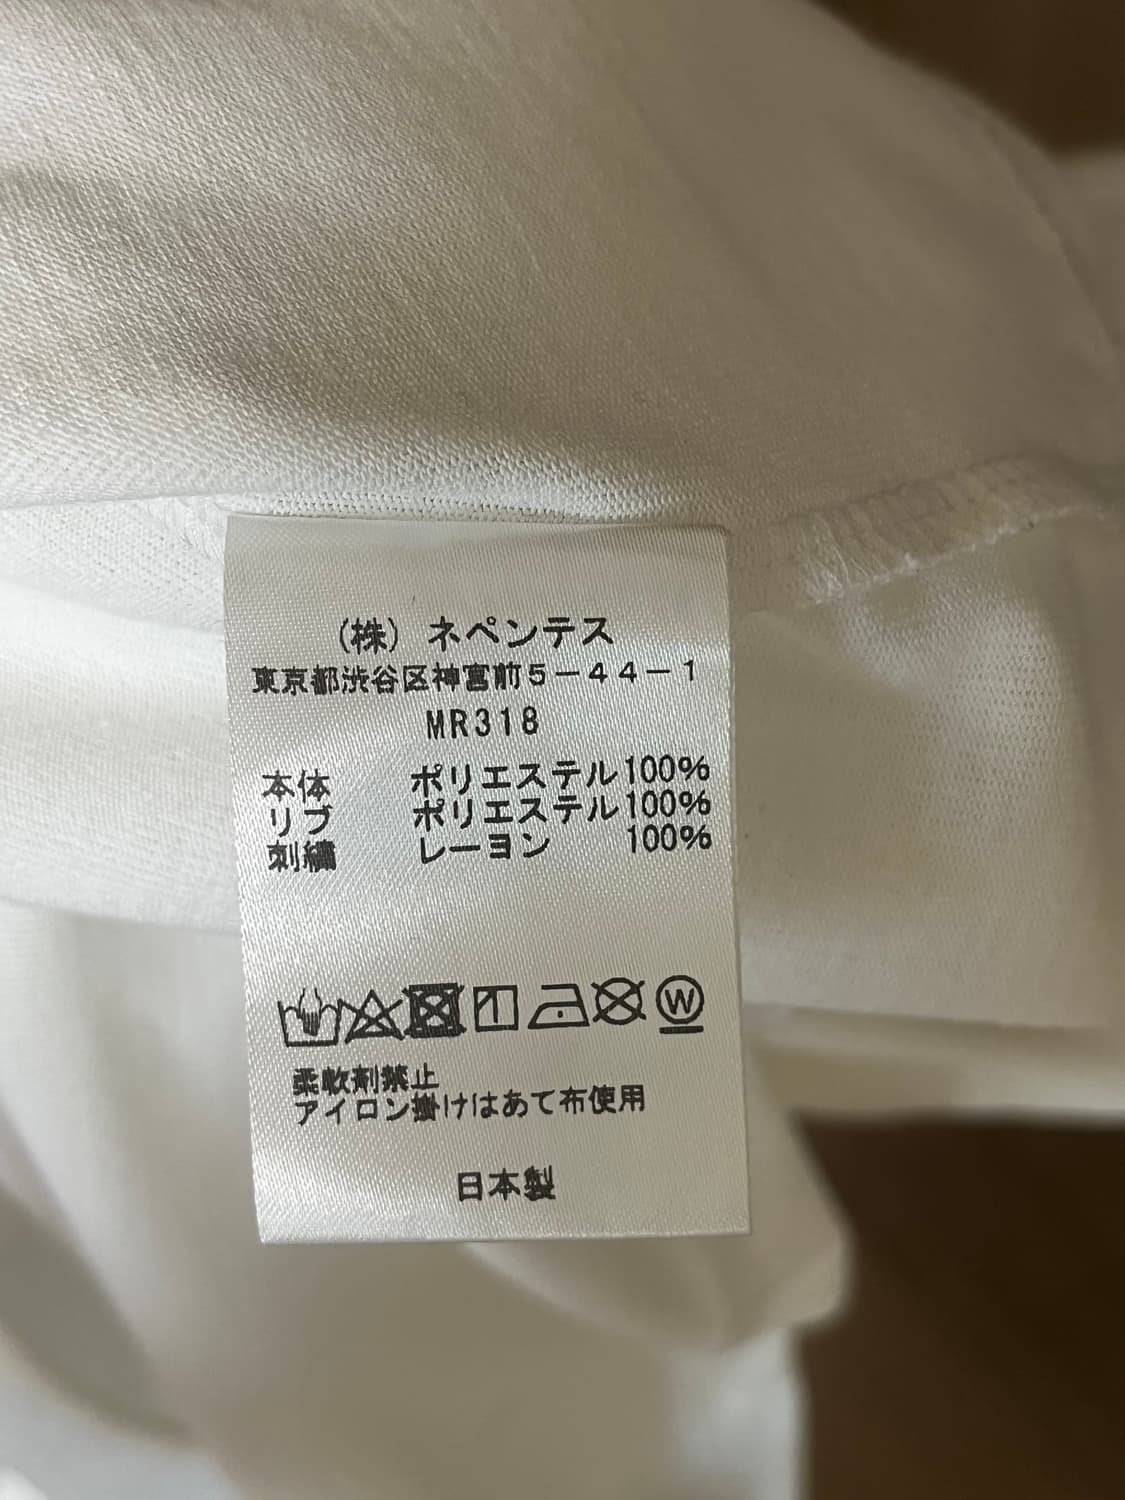 (株) ネペンテス
東京都渋谷区神宮前5-44-1
MR318
本体 ポリエステル100%
リブ ポリエステル100%
刺繍 レーヨン 100%
W
柔軟剤禁止
アイロン掛けはあて布使用
日本製